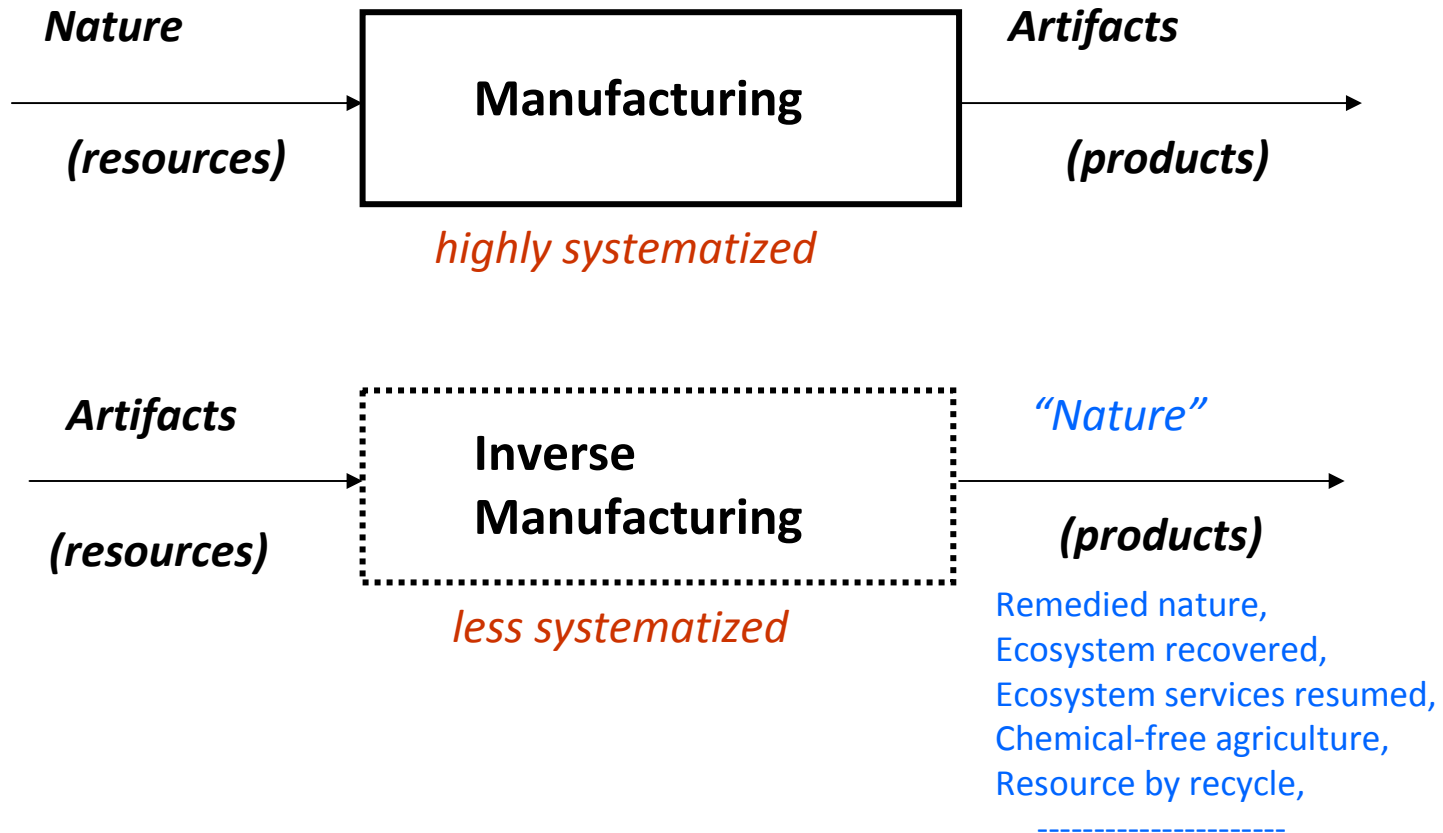 Nature
Artifacts
Manufacturing
(resources)
(products)
highly systematized
Artifacts
“Nature”
Inverse
Manufacturing
(resources)
(products)
less systematized
Remedied nature,
Ecosystem recovered,
Ecosystem services resumed,
Chemical-free agriculture,
Resource by recycle,
-----------------------